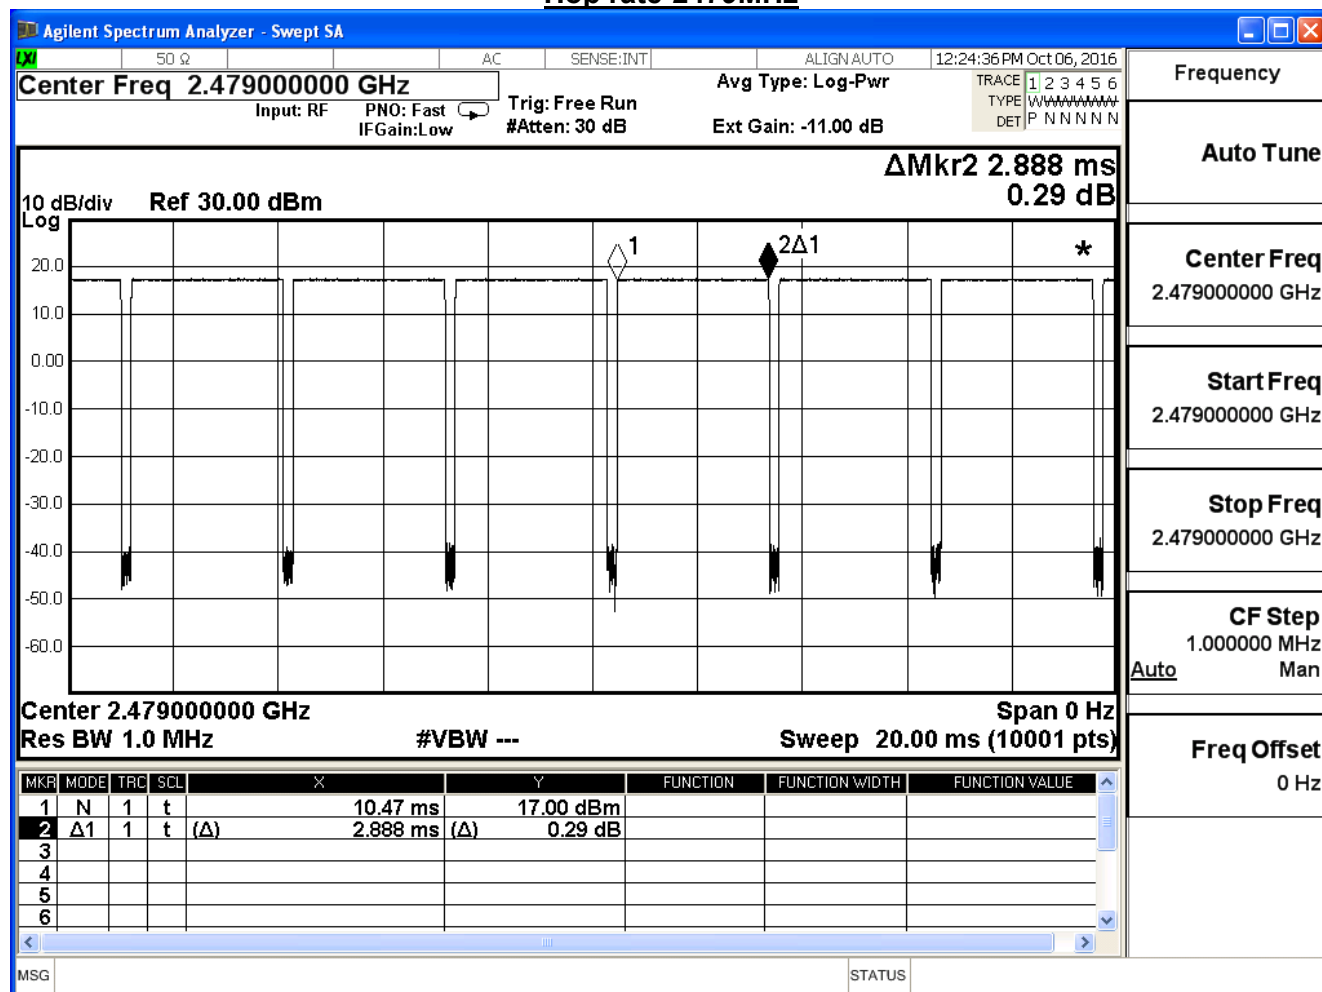 Hop rate 2479MHz
Agilent Spectrum Analyzer - Swept SA
LXI 50 Ω AC SENSE:INT ALIGN AUTO 12:24:36 PM Oct 06, 2016
Center Freq 2.479000000 GHz
Input: RF PNO: Fast IFGain:Low
Trig: Free Run
#Atten: 30 dB
Avg Type: Log-Pwr
Ext Gain: -11.00 dB
TRACE 1 2 3 4 5 6
TYPE WWWWWW
DET P N N N N N
ΔMkr2 2.888 ms
0.29 dB
10 dB/div Ref 30.00 dBm
Log
1
2Δ1
*
20.0
10.0
0.00
-10.0
-20.0
-30.0
-40.0
-50.0
-60.0
Center 2.479000000 GHz Span 0 Hz
Res BW 1.0 MHz #VBW --- Sweep 20.00 ms (10001 pts)
MKR MODE TRC SCL X Y FUNCTION FUNCTION WIDTH FUNCTION VALUE
1 N 1 t 10.47 ms 17.00 dBm
2 Δ1 1 t (Δ) 2.888 ms (Δ) 0.29 dB
3
4
5
6
MSG STATUS
Frequency
Auto Tune
Center Freq
2.479000000 GHz
Start Freq
2.479000000 GHz
Stop Freq
2.479000000 GHz
CF Step
1.000000 MHz
Auto Man
Freq Offset
0 Hz